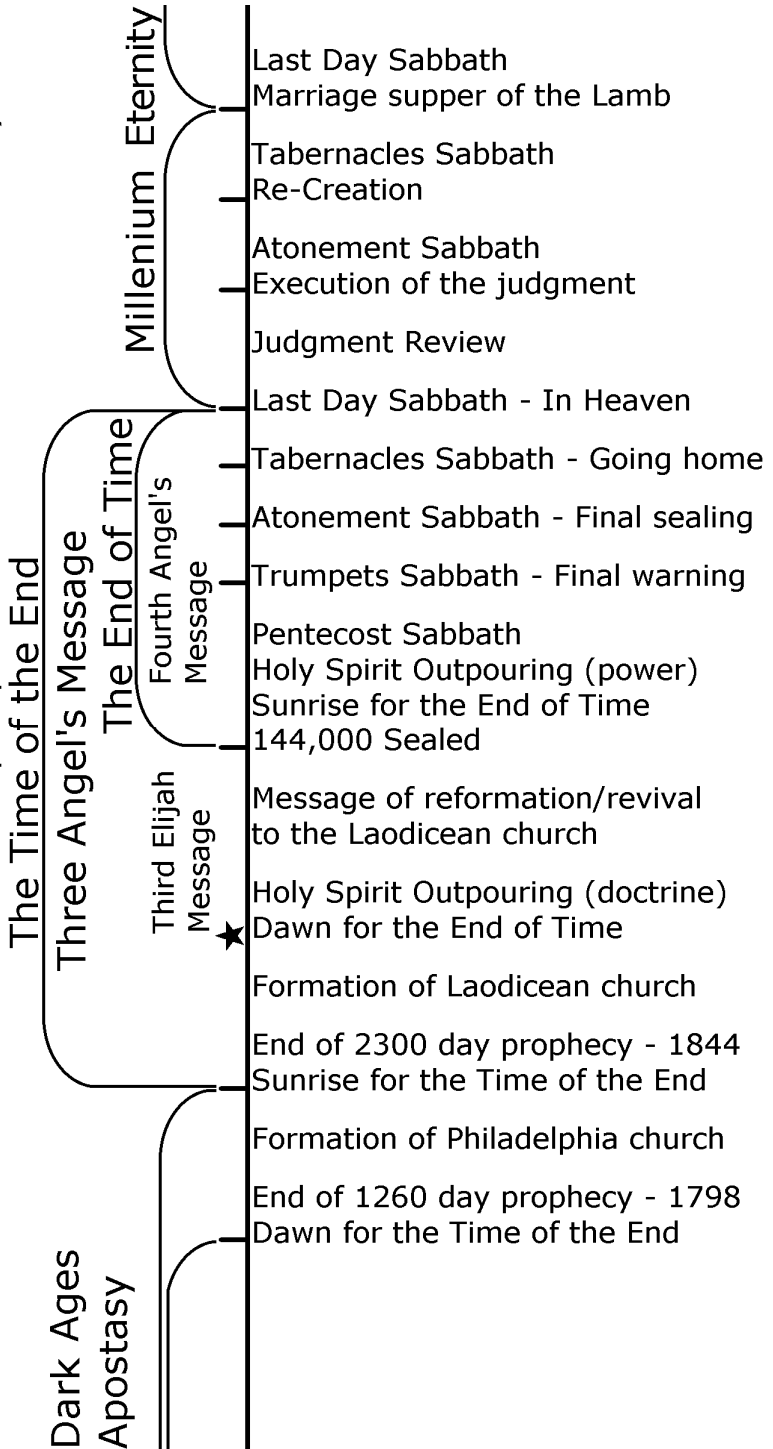 Last Day Sabbath
Marriage supper of the Lamb
Tabernacles Sabbath
Re-Creation
Atonement Sabbath
Execution of the judgment
Judgment Review
Last Day Sabbath - In Heaven
Tabernacles Sabbath - Going home
Atonement Sabbath - Final sealing
Trumpets Sabbath - Final warning
Pentecost Sabbath
Holy Spirit Outpouring (power)
Sunrise for the End of Time
144,000 Sealed
Message of reformation/revival
to the Laodicean church
Holy Spirit Outpouring (doctrine)
Dawn for the End of Time
Formation of Laodicean church
End of 2300 day prophecy - 1844
Sunrise for the Time of the End
Formation of Philadelphia church
End of 1260 day prophecy - 1798
Dawn for the Time of the End
Eternity
Millenium
The Time of the End
Three Angel's Message
The End of Time
Fourth Angel's
Message
Third Elijah
Message
Dark Ages
Apostasy